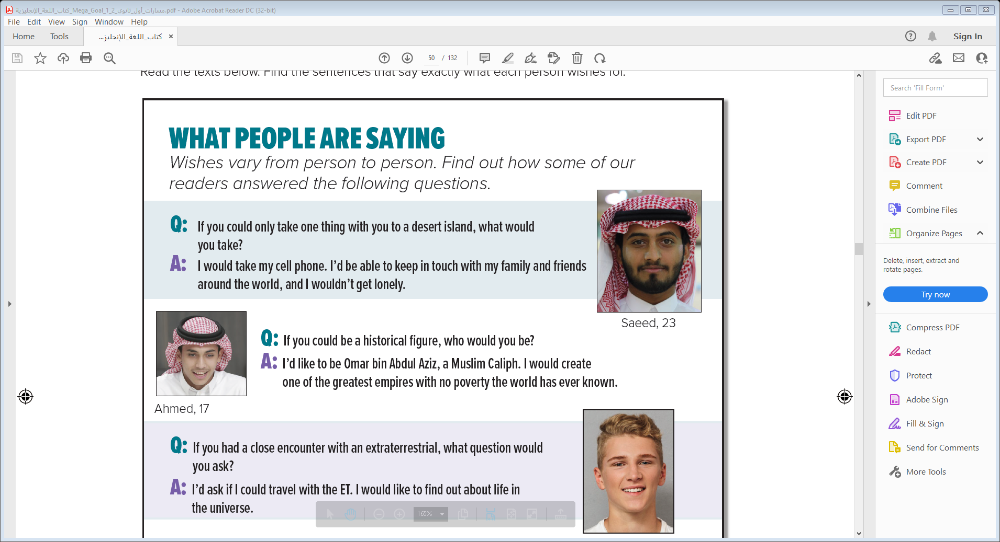 كتاب_اللغة_الإنجليزية_Mega_Goal_1_2_مسارات_أول_ثانوي.pdf - Adobe Acrobat Reader DC (32-bit)
File Edit View Sign Window Help
Home Tools كتاب_اللغة_الإنجليز... × Sign In
50 / 132
Read the texts below. Find the sentences that say exactly what each person wishes for.
WHAT PEOPLE ARE SAYING
Wishes vary from person to person. Find out how some of our
readers answered the following questions.
Q: If you could only take one thing with you to a desert island, what would
you take?
A: I would take my cell phone. I'd be able to keep in touch with my family and friends
around the world, and I wouldn't get lonely.
Saeed, 23
Q: If you could be a historical figure, who would you be?
A: I'd like to be Omar bin Abdul Aziz, a Muslim Caliph. I would create
one of the greatest empires with no poverty the world has ever known.
Ahmed, 17
Q: If you had a close encounter with an extraterrestrial, what question would
you ask?
A: I'd ask if I could travel with the ET. I would like to find out about life in
the universe.
165%
Search 'Fill Form'
Edit PDF
Export PDF
Create PDF
Comment
Combine Files
Organize Pages
Delete, insert, extract and
rotate pages.
Try now
Compress PDF
Redact
Protect
Adobe Sign
Fill & Sign
Send for Comments
More Tools